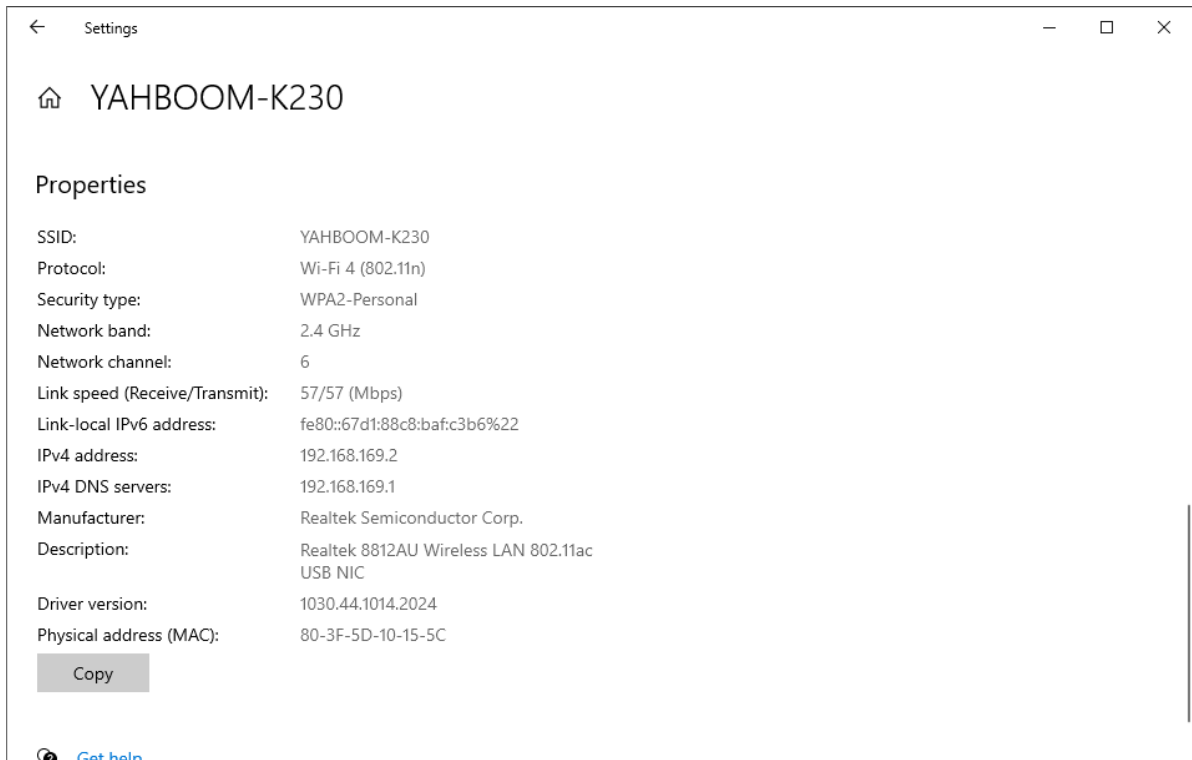 Settings
YAHBOOM-K230
Properties
SSID: YAHBOOM-K230
Protocol: Wi-Fi 4 (802.11n)
Security type: WPA2-Personal
Network band: 2.4 GHz
Network channel: 6
Link speed (Receive/Transmit): 57/57 (Mbps)
Link-local IPv6 address: fe80::67d1:88c8:baf:c3b6%22
IPv4 address: 192.168.169.2
IPv4 DNS servers: 192.168.169.1
Manufacturer: Realtek Semiconductor Corp.
Description: Realtek 8812AU Wireless LAN 802.11ac
USB NIC
Driver version: 1030.44.1014.2024
Physical address (MAC): 80-3F-5D-10-15-5C
Copy
Get help